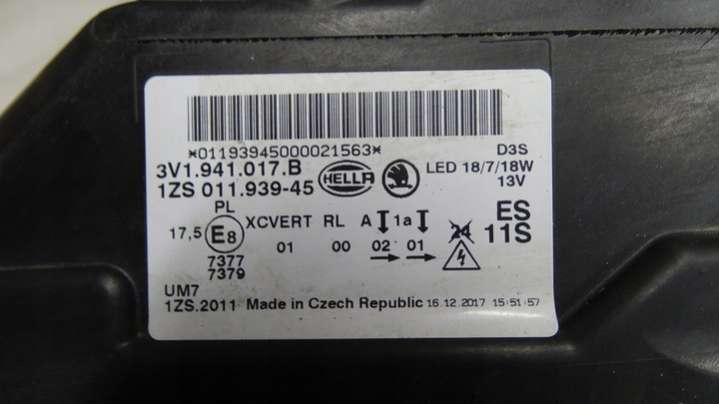 *01193945000021563*
3V1.941.017.B
1ZS 011.939-45
HELLA
D3S
LED 18/7/18W
13V
PL
17,5 E8
XCVERT RL A 1a
01 00 02 01
24
ES
11S
7377
7379
UM7
1ZS.2011 Made in Czech Republic 16.12.2017 15:51:57